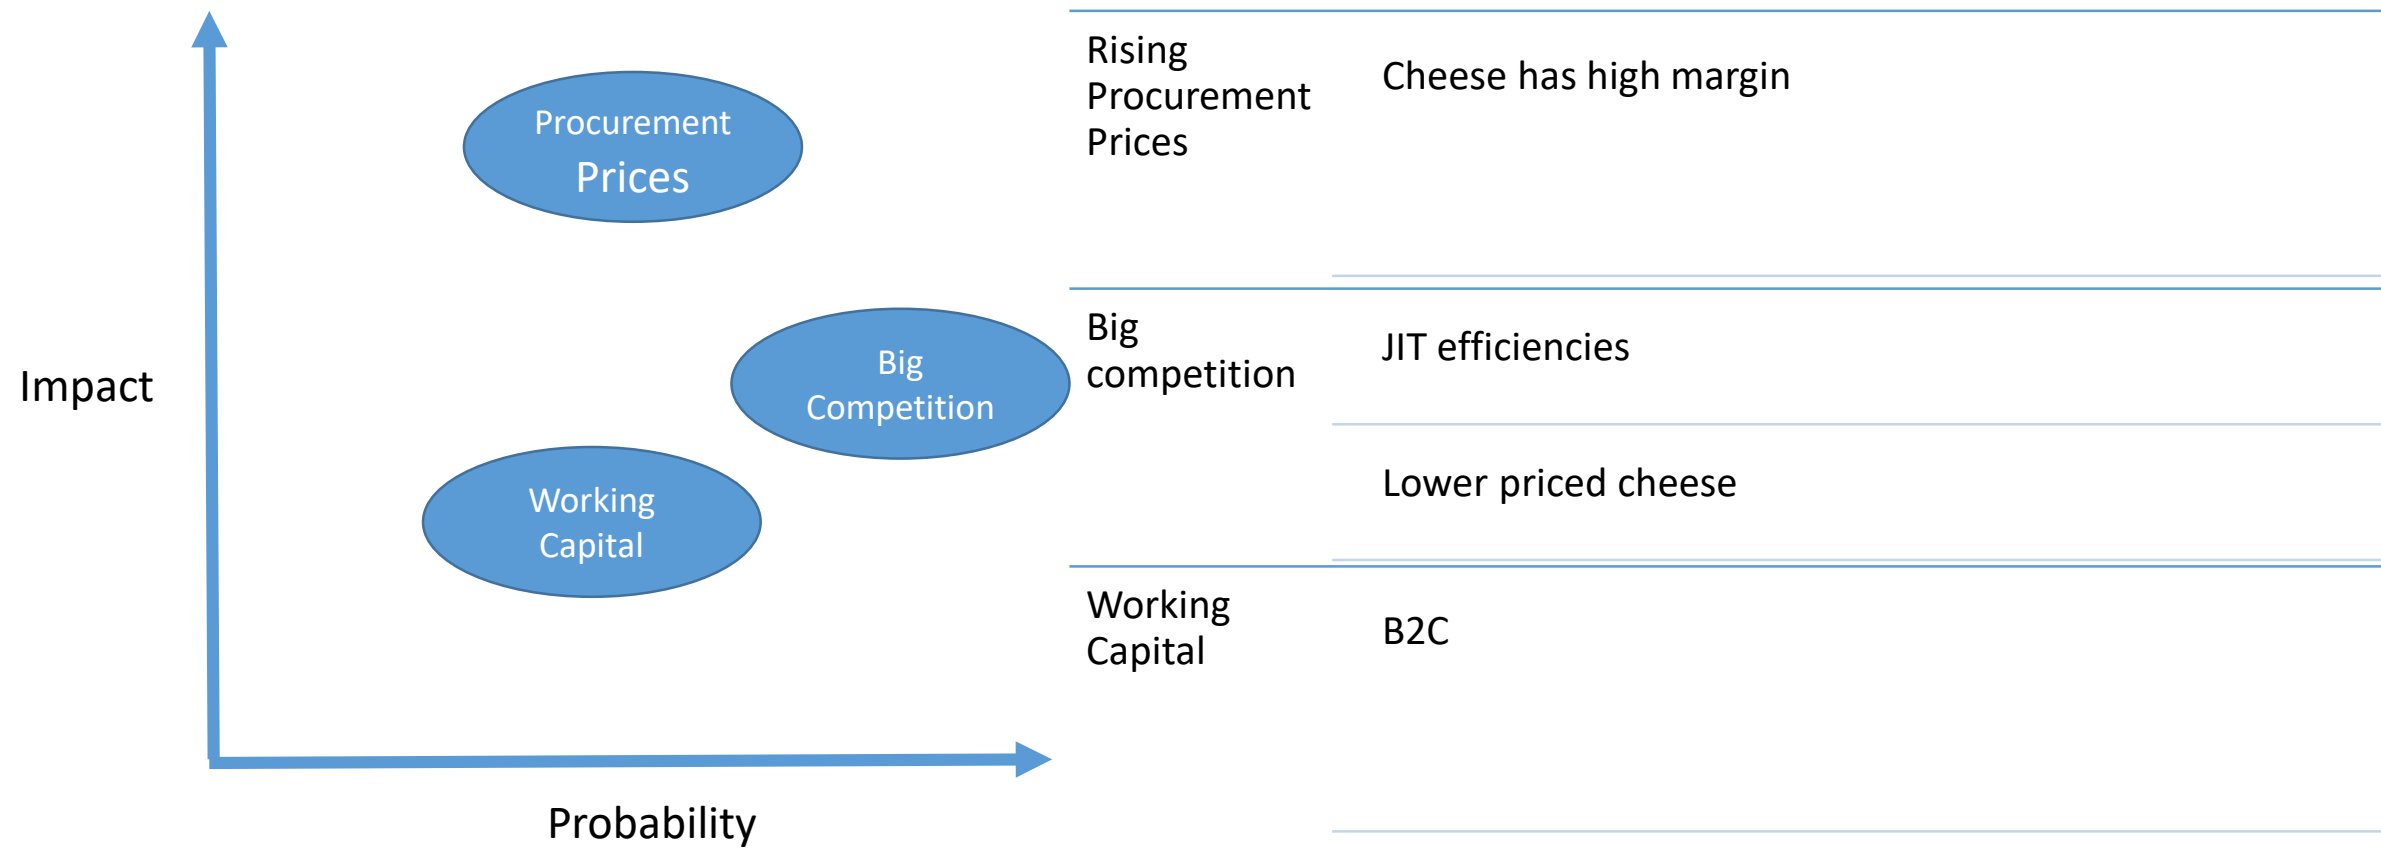 Impact
Procurement
Prices
Big
Competition
Working
Capital
Probability
Rising
Procurement
Prices
Cheese has high margin
Big
competition
JIT efficiencies
Lower priced cheese
Working
Capital
B2C